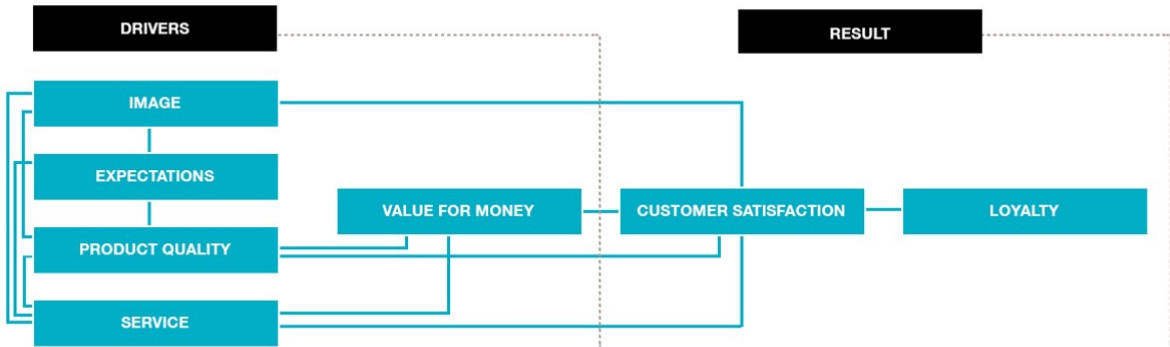 DRIVERS
RESULT
IMAGE
EXPECTATIONS
VALUE FOR MONEY
CUSTOMER SATISFACTION
LOYALTY
PRODUCT QUALITY
SERVICE